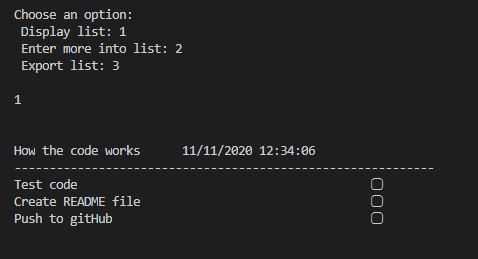 Choose an option:
Display list: 1
Enter more into list: 2
Export list: 3
1
How the code works 11/11/2020 12:34:06
------------------------------------------------------------
Test code ▢
Create README file ▢
Push to gitHub ▢